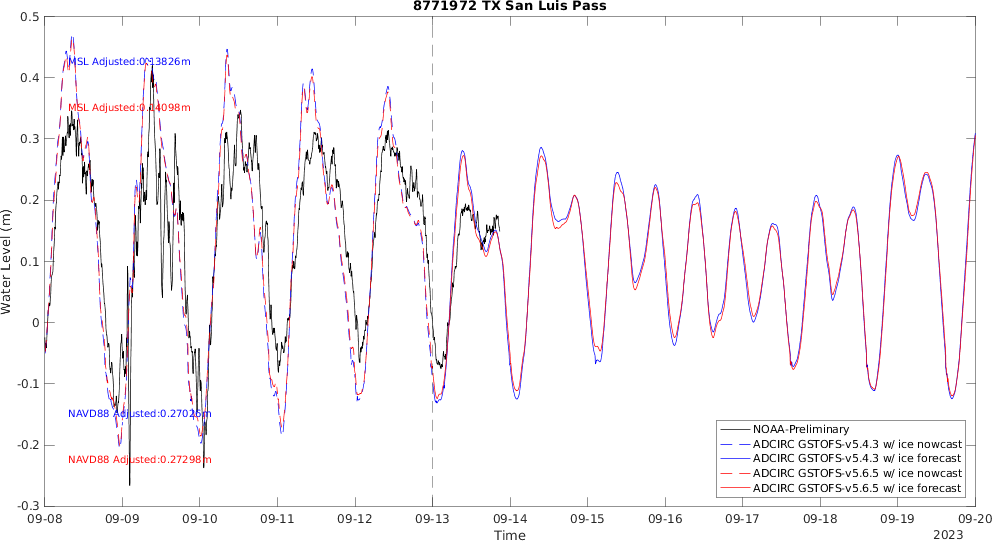 8771972 TX San Luis Pass
0.5
0.4
0.3
0.2
0.1
0
-0.1
-0.2
-0.3
Water Level (m)
MSL Adjusted:0.13826m
MSL Adjusted:0.14098m
NAVD88 Adjusted:0.27025m
NAVD88 Adjusted:0.27298m
NOAA-Preliminary
ADCIRC GSTOFS-v5.4.3 w/ ice nowcast
ADCIRC GSTOFS-v5.4.3 w/ ice forecast
ADCIRC GSTOFS-v5.6.5 w/ ice nowcast
ADCIRC GSTOFS-v5.6.5 w/ ice forecast
09-08 09-09 09-10 09-11 09-12 09-13 09-14 09-15 09-16 09-17 09-18 09-19 09-20
Time
2023